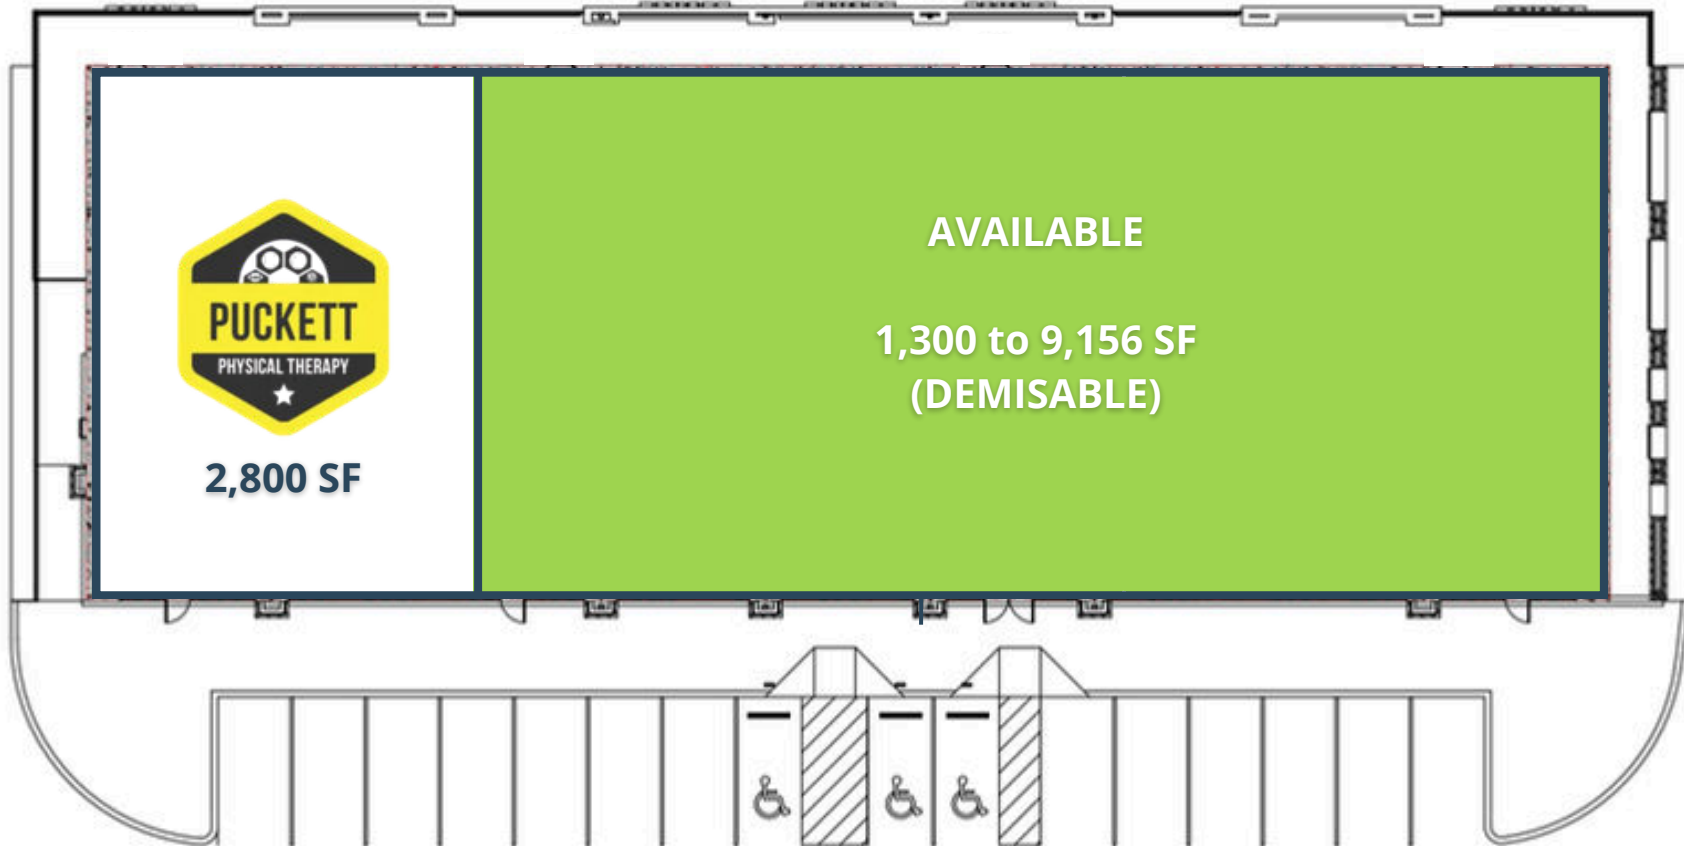 PUCKETT
PHYSICAL THERAPY
2,800 SF
AVAILABLE
1,300 to 9,156 SF
(DEMISABLE)